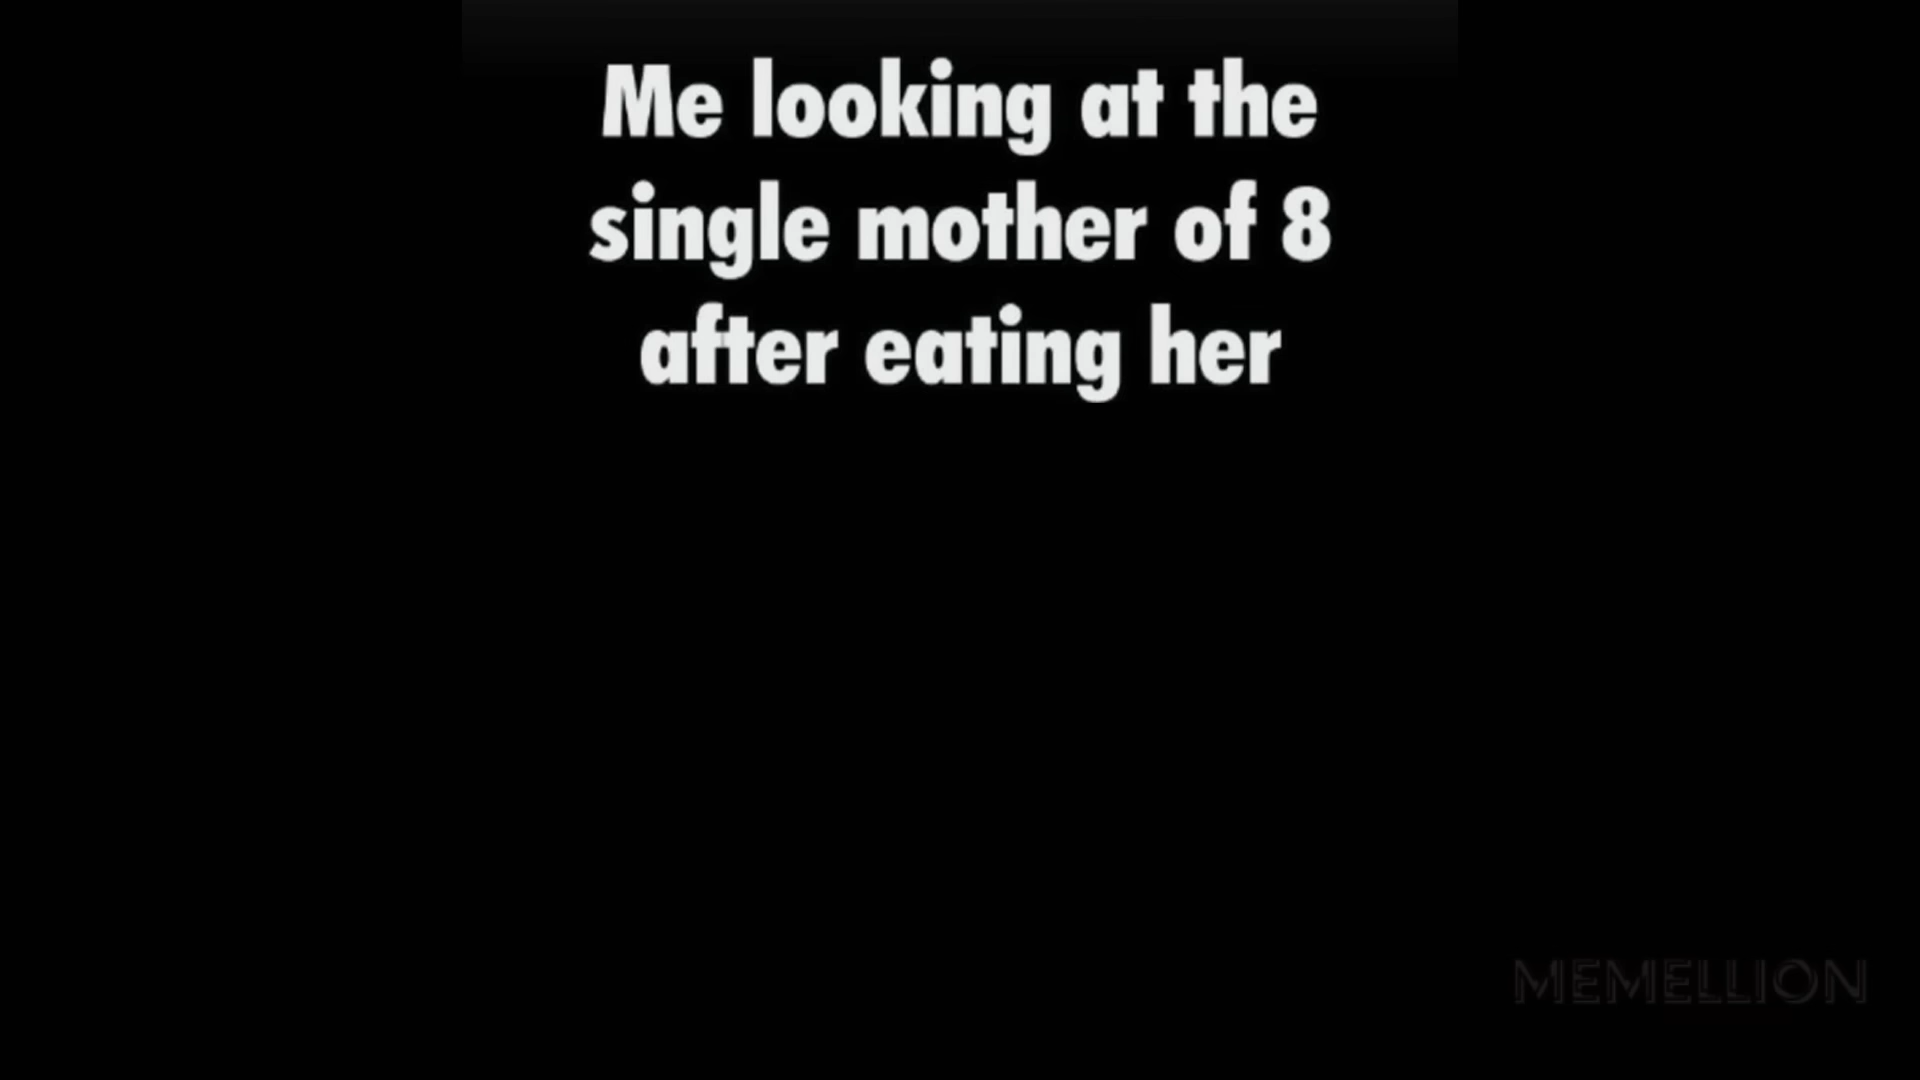 Me looking at the
single mother of 8
after eating her
MEMELLION